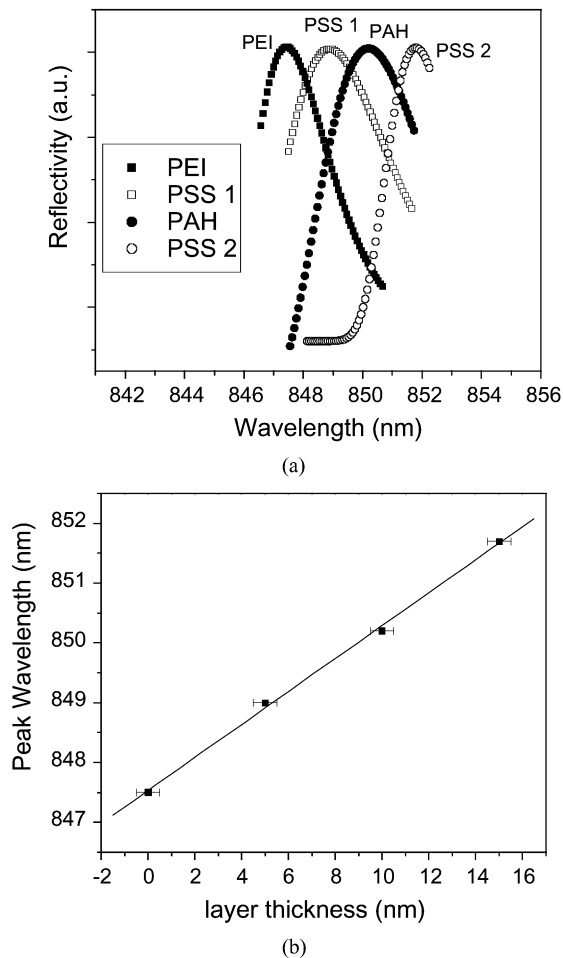 PEI
PSS 1
PAH
PSS 2
Reflectivity (a.u.)
PEI
PSS 1
PAH
PSS 2
842 844 846 848 850 852 854 856
Wavelength (nm)
(a)
Peak Wavelength (nm)
852
851
850
849
848
847
-2 0 2 4 6 8 10 12 14 16
layer thickness (nm)
(b)